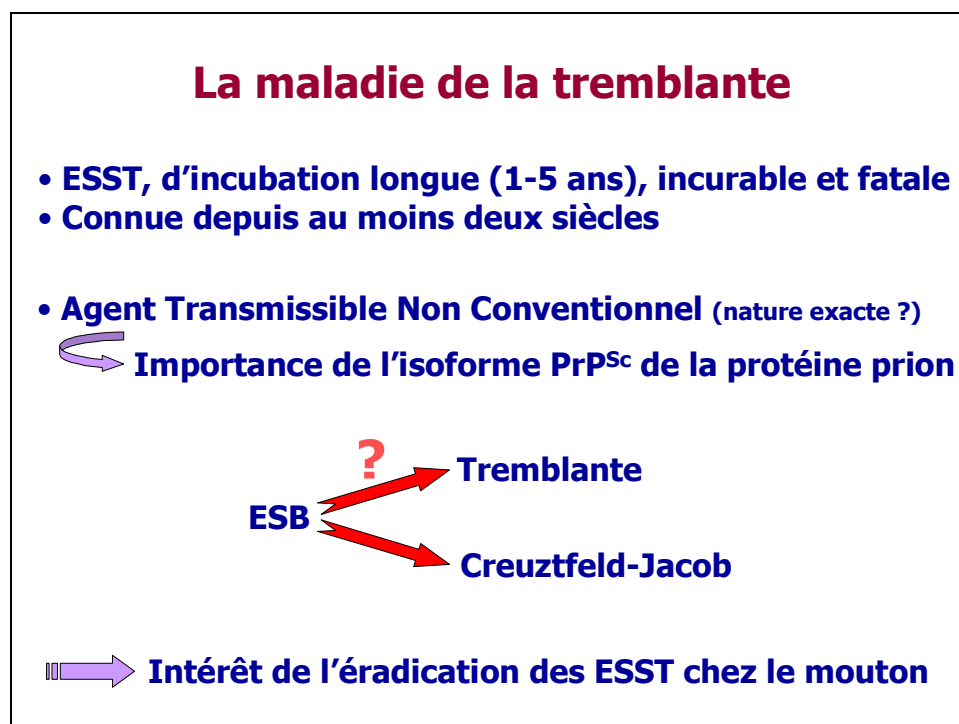 La maladie de la tremblante
• ESST, d’incubation longue (1-5 ans), incurable et fatale
• Connue depuis au moins deux siècles
• Agent Transmissible Non Conventionnel (nature exacte ?)
Importance de l’isoforme PrPSc de la protéine prion
?
Tremblante
ESB
Creuztfeld-Jacob
Intérêt de l’éradication des ESST chez le mouton